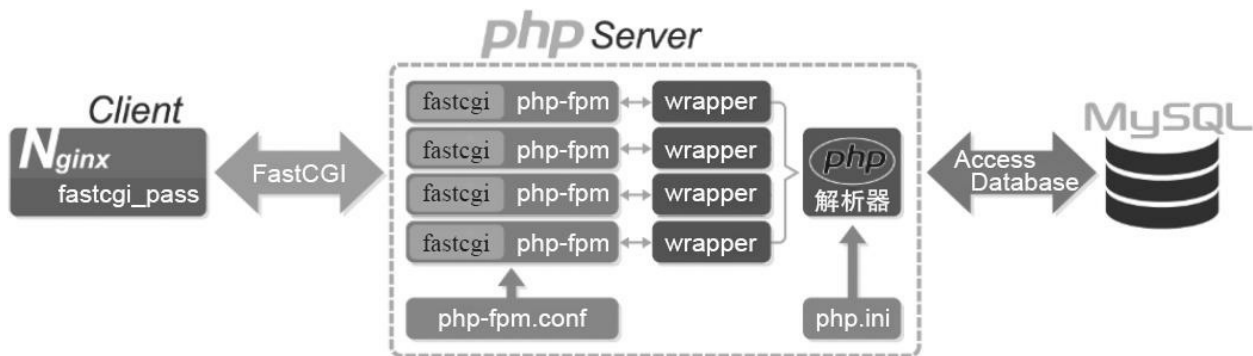 php Server
Client
Nginx
fastcgi_pass
FastCGI
fastcgi php-fpm wrapper
fastcgi php-fpm wrapper
fastcgi php-fpm wrapper
fastcgi php-fpm wrapper
php-fpm.conf
php
解析器
php.ini
Access
Database
MySQL